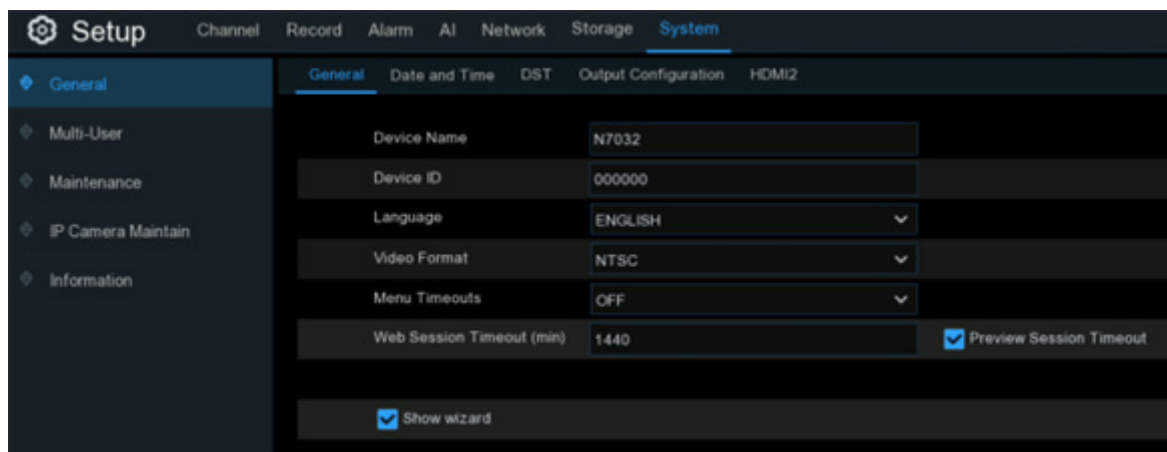 Setup Channel Record Alarm AI Network Storage System
General
Multi-User
Maintenance
IP Camera Maintain
Information
General Date and Time DST Output Configuration HDMI2
Device Name N7032
Device ID 000000
Language ENGLISH
Video Format NTSC
Menu Timeouts OFF
Web Session Timeout (min) 1440 Preview Session Timeout
Show wizard